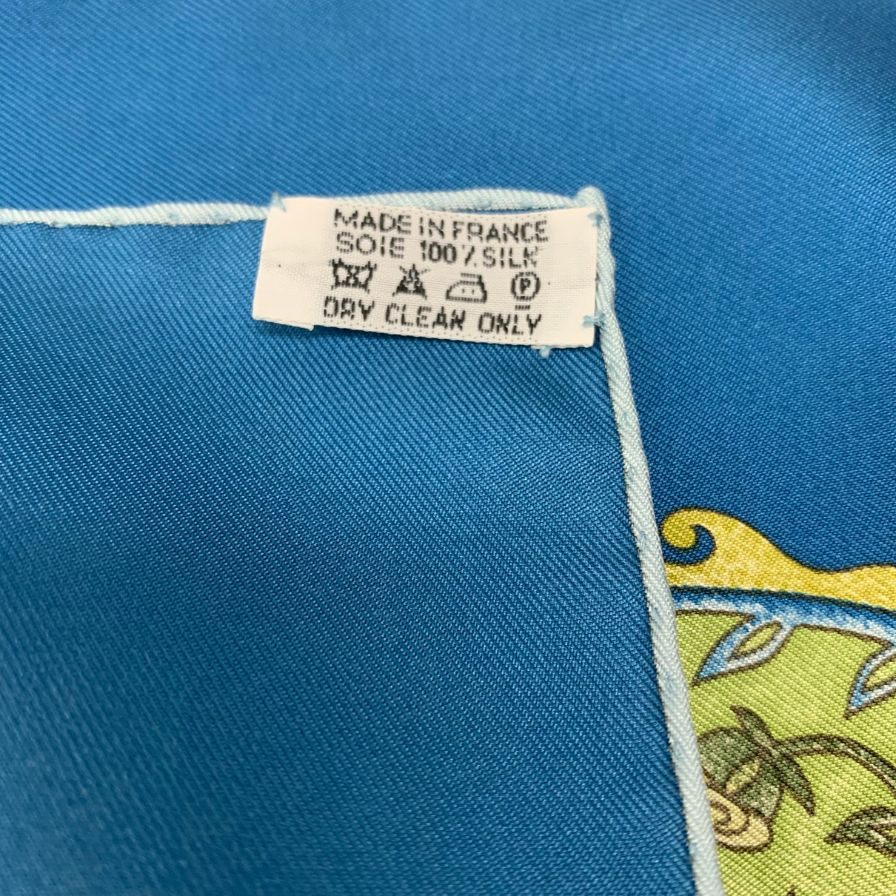 MADE IN FRANCE
SOIE 100% SILK
P
DRY CLEAN ONLY